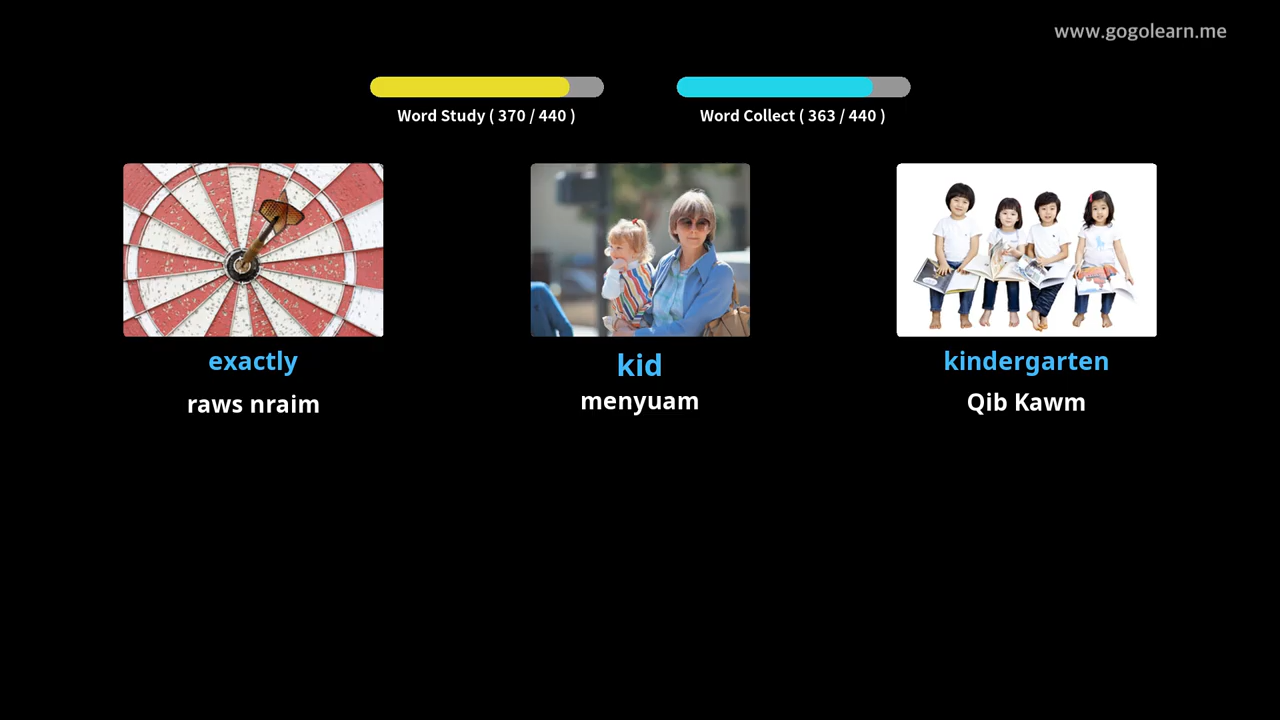 www.gogolearn.me
Word Study ( 370 / 440 )
Word Collect ( 363 / 440 )
exactly
raws nraim
kid
menyuam
kindergarten
Qib Kawm